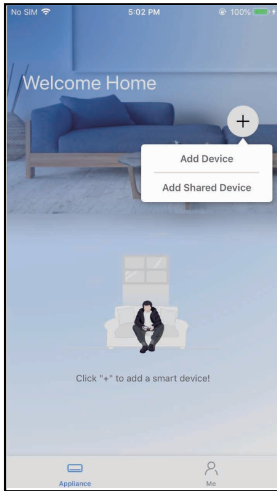 No SIM 5:02 PM 100%
Welcome Home
+
Add Device
Add Shared Device
Click "+" to add a smart device!
Appliance Me